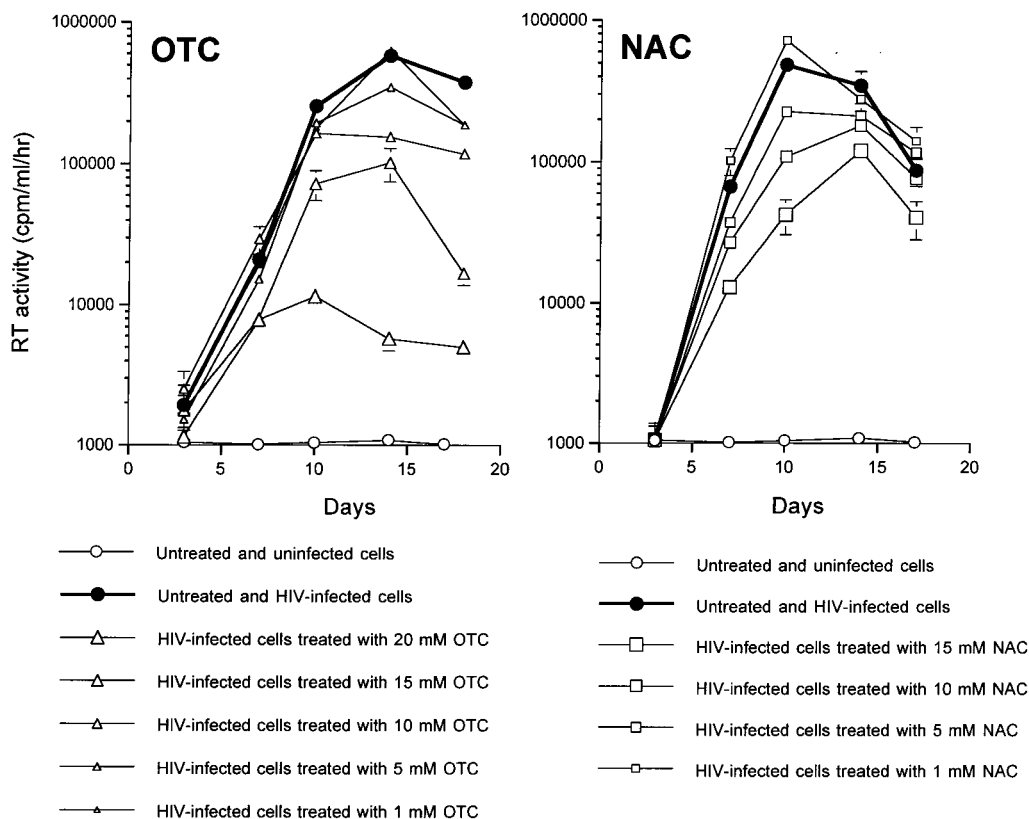 OTC
1000000
100000
10000
1000
RT activity (cpm/ml/hr)
0 5 10 15 20
Days
Untreated and uninfected cells
Untreated and HIV-infected cells
HIV-infected cells treated with 20 mM OTC
HIV-infected cells treated with 15 mM OTC
HIV-infected cells treated with 10 mM OTC
HIV-infected cells treated with 5 mM OTC
HIV-infected cells treated with 1 mM OTC
NAC
1000000
100000
10000
1000
0 5 10 15 20
Days
Untreated and uninfected cells
Untreated and HIV-infected cells
HIV-infected cells treated with 15 mM NAC
HIV-infected cells treated with 10 mM NAC
HIV-infected cells treated with 5 mM NAC
HIV-infected cells treated with 1 mM NAC